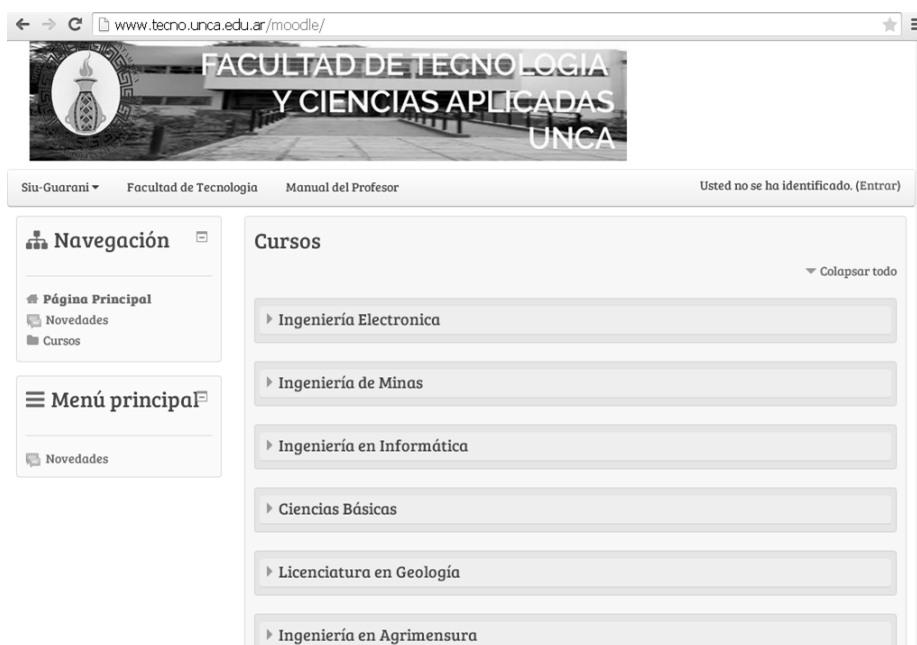 www.tecno.unca.edu.ar/moodle/
FACULTAD DE TECNOLOGIA
Y CIENCIAS APLICADAS
UNCA
Siu-Guarani Facultad de Tecnologia Manual del Profesor Usted no se ha identificado. (Entrar)
Navegación
Página Principal
Novedades
Cursos
Menú principal
Novedades
Cursos
Colapsar todo
Ingeniería Electronica
Ingeniería de Minas
Ingeniería en Informática
Ciencias Básicas
Licenciatura en Geología
Ingeniería en Agrimensura